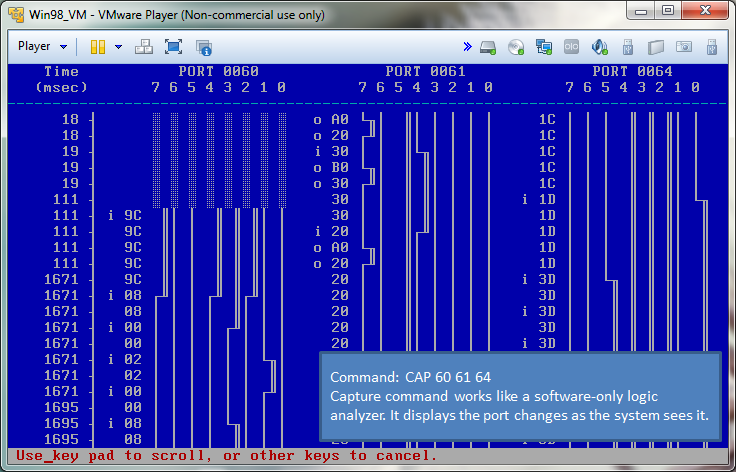 Win98_VM - VMware Player (Non-commercial use only)
Player
Time PORT 0060 PORT 0061 PORT 0064
(msec) 7 6 5 4 3 2 1 0 7 6 5 4 3 2 1 0 7 6 5 4 3 2 1 0
18 o A0 1C
18 o 20 1C
19 i 30 1C
19 o B0 1C
19 o 30 1C
111 30 i 1D
111 i 9C 30 1D
111 9C i 20 1D
111 9C o A0 1D
111 9C o 20 1D
1671 9C 20 i 3D
1671 i 08 20 3D
1671 08 20 i 3D
1671 i 00 20 3D
1671 00 20 i 3D
1671 i 02
1671 02
1671 i 00
1695 00
1695 i 08
1695 08
Command: CAP 60 61 64
Capture command works like a software-only logic
analyzer. It displays the port changes as the system sees it.
Use_key pad to scroll, or other keys to cancel.